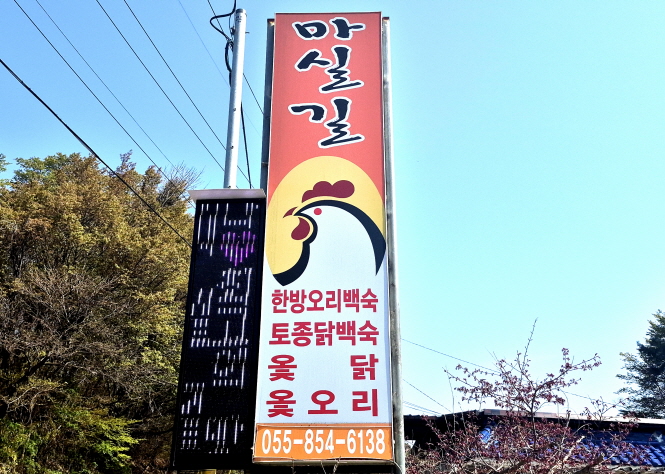 마실길
한방오리백숙
토종닭백숙
옻 닭
옻오리
055-854-6138